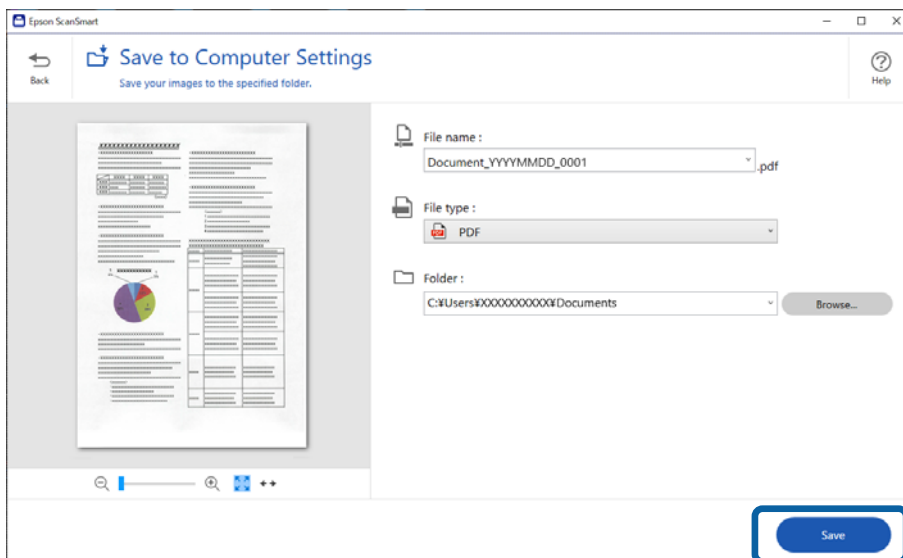 Epson ScanSmart
Back
Save to Computer Settings
Save your images to the specified folder.
Help
File name :
Document_YYYYMMDD_0001
.pdf
File type :
PDF
Folder :
C:¥Users¥XXXXXXXXXX¥Documents
Browse...
Save